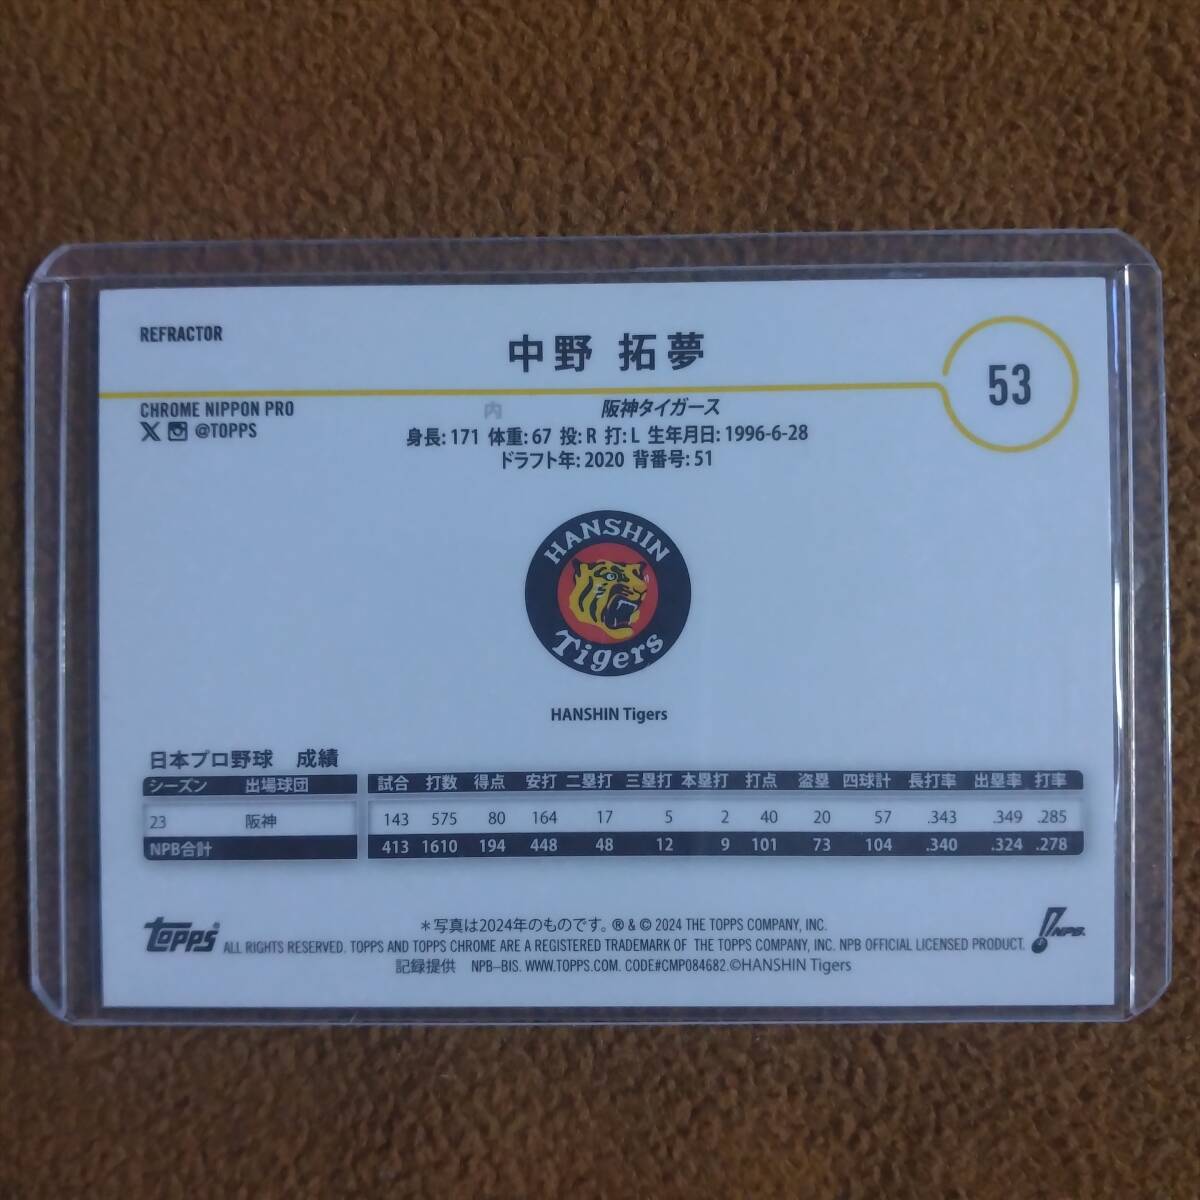 REFRACTOR
中野 拓夢
53
CHROME NIPPON PRO
@TOPPS
内 阪神タイガース
身長: 171 体重: 67 投: R 打: L 生年月日: 1996-6-28
ドラフト年: 2020 背番号: 51
HANSHIN
Tigers
HANSHIN Tigers
日本プロ野球 成績
シーズン 出場球団 試合 打数 得点 安打 二塁打 三塁打 本塁打 打点 盗塁 四球計 長打率 出塁率 打率
23 阪神 143 575 80 164 17 5 2 40 20 57 .343 .349 .285
NPB合計 413 1610 194 448 48 12 9 101 73 104 .340 .324 .278
topps®
＊写真は2024年のものです。® & © 2024 THE TOPPS COMPANY, INC.
ALL RIGHTS RESERVED. TOPPS AND TOPPS CHROME ARE A REGISTERED TRADEMARK OF THE TOPPS COMPANY, INC. NPB OFFICIAL LICENSED PRODUCT.
NPB.
記録提供 NPB-BIS. WWW.TOPPS.COM. CODE#CMP084682.©HANSHIN Tigers